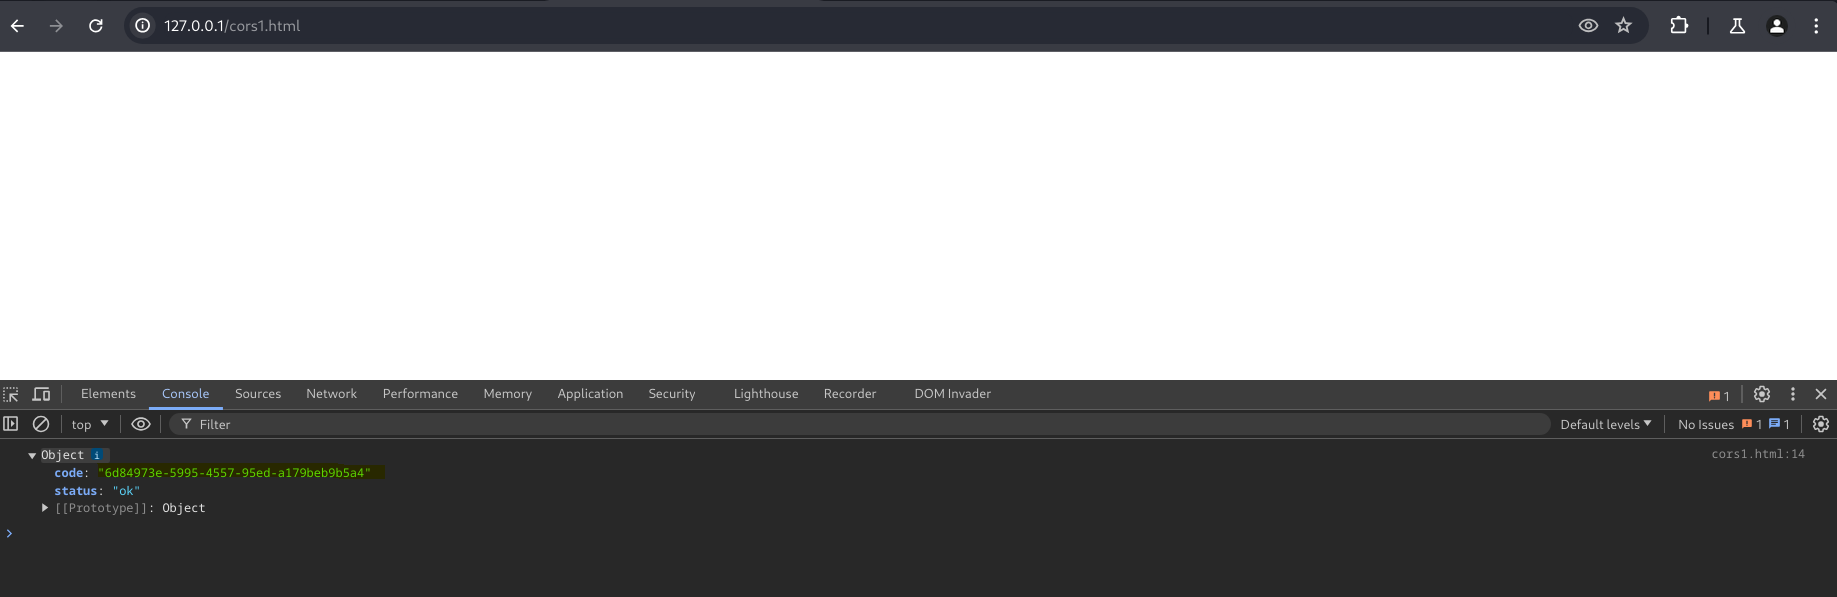 127.0.0.1/cors1.html
Elements Console Sources Network Performance Memory Application Security Lighthouse Recorder DOM Invader 1
top Filter Default levels No Issues 1 1
Object i cors1.html:14
code: "6d84973e-5995-4557-95ed-a179beb9b5a4"
status: "ok"
[[Prototype]]: Object